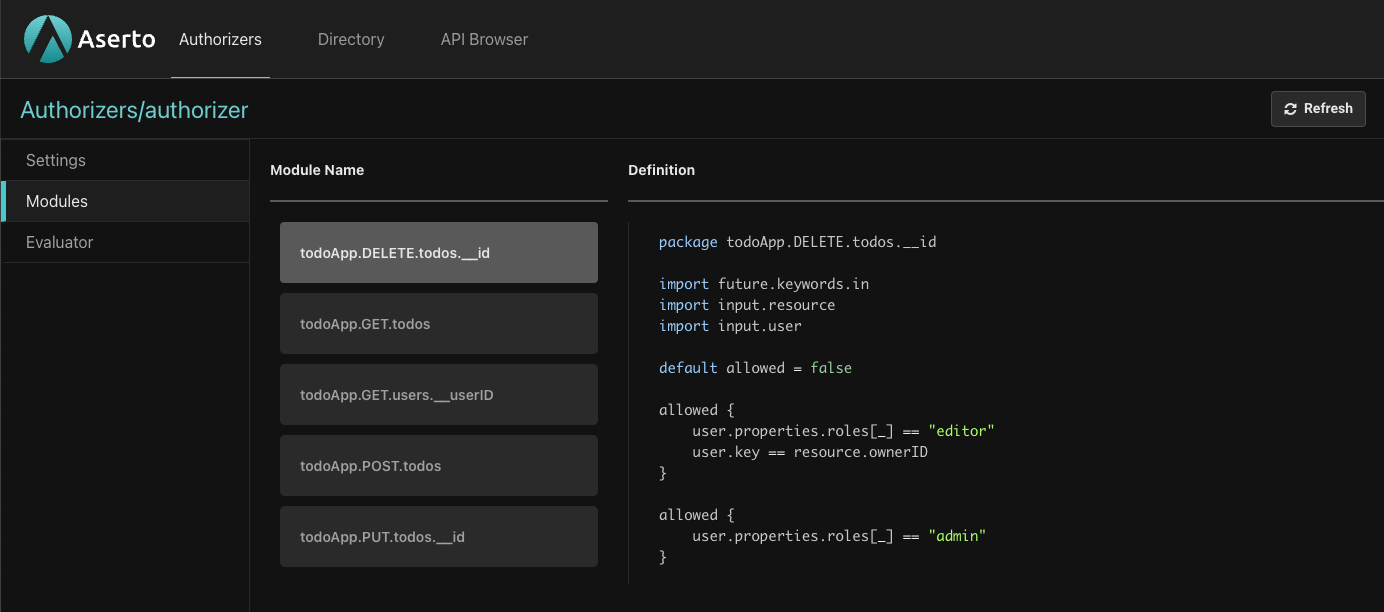 Aserto
Authorizers
Directory
API Browser
Authorizers/authorizer
Refresh
Settings
Modules
Evaluator
Module Name
todoApp.DELETE.todos.__id
todoApp.GET.todos
todoApp.GET.users.__userID
todoApp.POST.todos
todoApp.PUT.todos.__id
Definition
package todoApp.DELETE.todos.__id
import future.keywords.in
import input.resource
import input.user
default allowed = false
allowed {
    user.properties.roles[_] == "editor"
    user.key == resource.ownerID
}
allowed {
    user.properties.roles[_] == "admin"
}